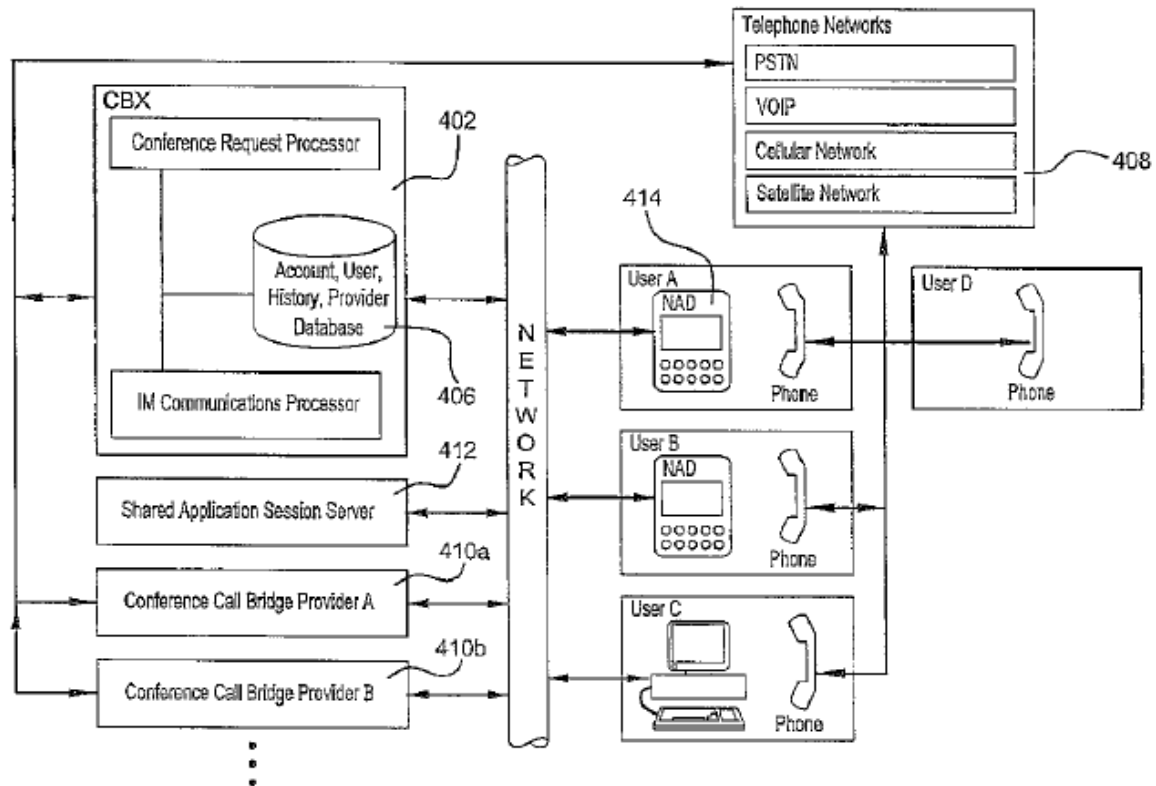 Telephone Networks
PSTN
VOIP
Cellular Network
Satellite Network
408
CBX
402
Conference Request Processor
Account, User,
History, Provider
Database
406
IM Communications Processor
412
Shared Application Session Server
410a
Conference Call Bridge Provider A
410b
Conference Call Bridge Provider B
NETWORK
414
User A
NAD
Phone
User D
Phone
User B
NAD
Phone
User C
Phone